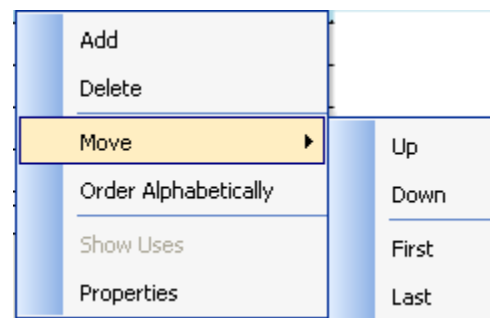 Add
Delete
Move
Order Alphabetically
Show Uses
Properties
Up
Down
First
Last